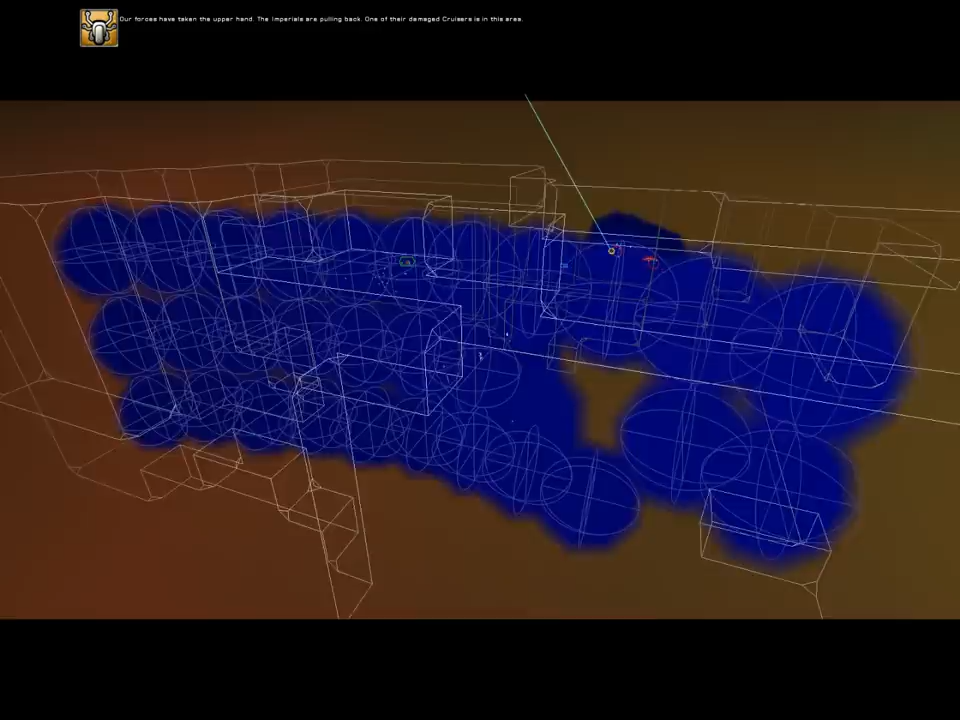 Our forces have taken the upper hand. The Imperials are pulling back. One of their damaged Cruisers is in this area.